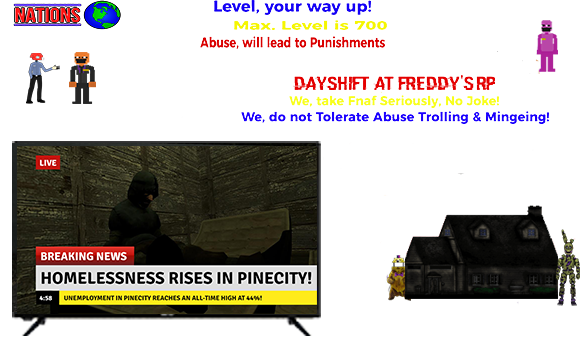 NATIONS
Level, your way up!
Max. Level is 700
Abuse, will lead to Punishments
DAYSHIFT AT FREDDY'S RP
We, take Fnaf Seriously. No Joke!
We, do not Tolerate Abuse Trolling & Mingeing!
LIVE
BREAKING NEWS
HOMELESSNESS RISES IN PINECITY!
4:58 UNEMPLOYMENT IN PINECITY REACHES AN ALL-TIME HIGH AT 44%!